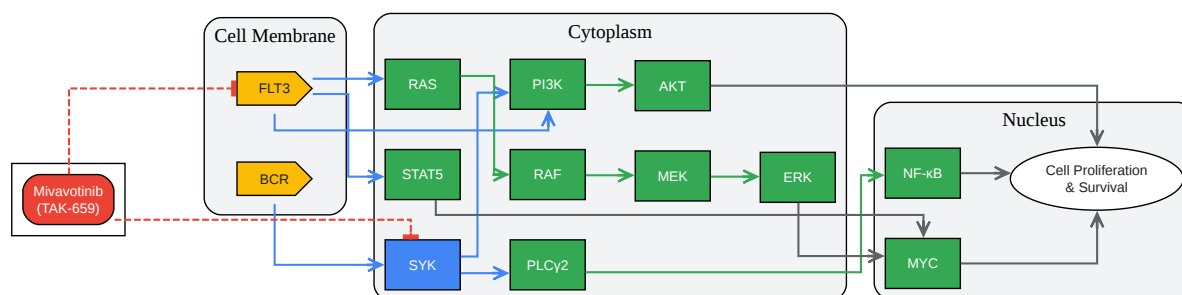 Cell Membrane
Cytoplasm
FLT3
RAS
PI3K
AKT
Nucleus
BCR
STAT5
RAF
MEK
ERK
NF-κB
Cell Proliferation
& Survival
Mivavotinib
(TAK-659)
SYK
PLCγ2
MYC